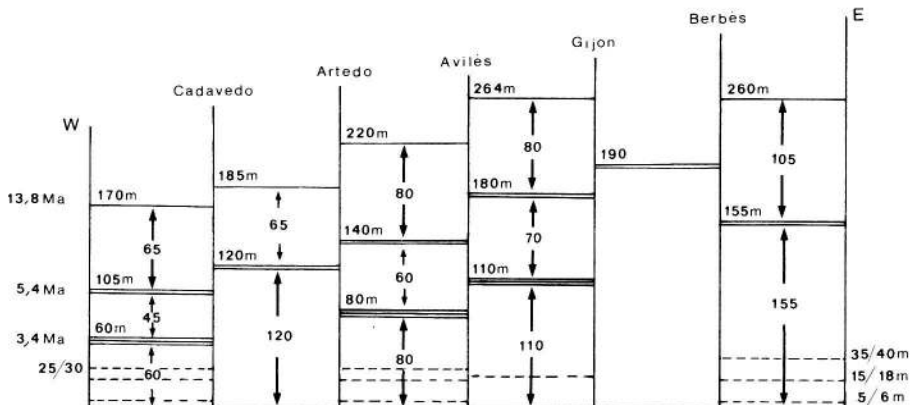 Berbés
E
Gijon
Avilés
Artedo
Cadavedo
W
264m
260m
220m
80
190
105
185m
180m
13,8 Ma
170m
80
155m
65
65
140m
70
120m
110m
5,4 Ma
105m
60
155
45
80m
3,4 Ma
60m
120
110
35/40m
25/30
60
80
15/18m
5/6m